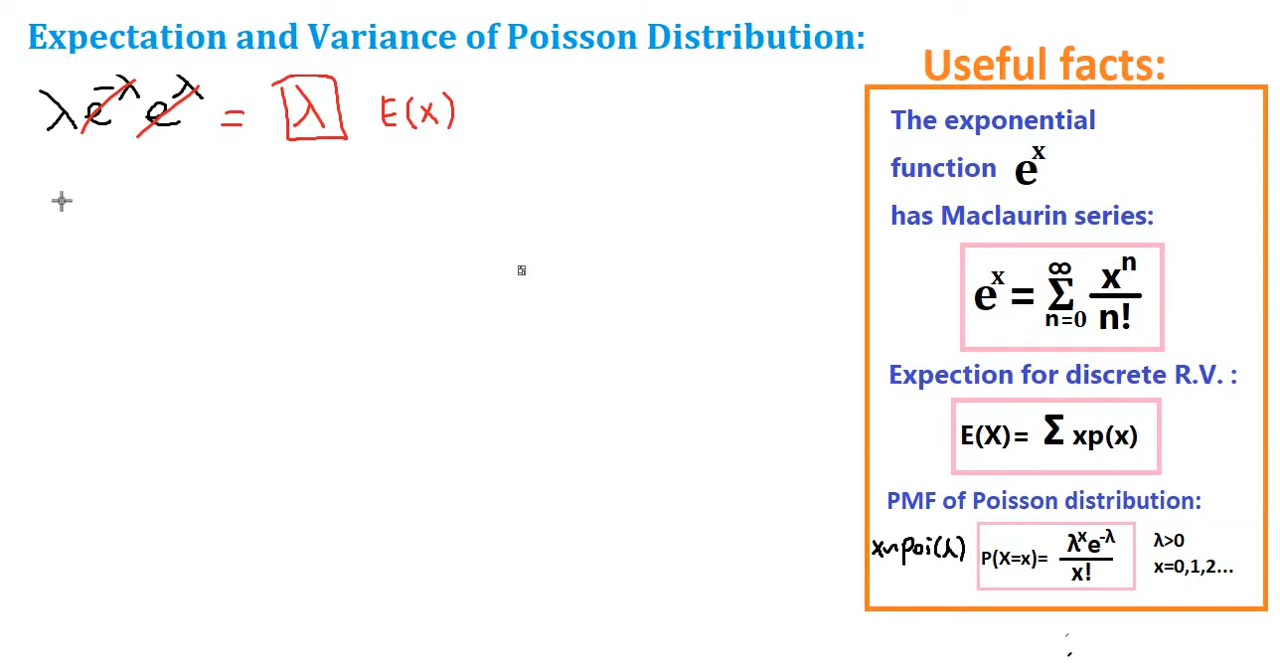 Expectation and Variance of Poisson Distribution:
λe^-λ e^λ = λ E(x)
Useful facts:
The exponential
function e^x
has Maclaurin series:
e^x = ∞Σn=0 x^n/n!
Expection for discrete R.V. :
E(X)= Σ xp(x)
PMF of Poisson distribution:
x~poi(λ) P(X=x)= λ^x e^-λ/x! λ>0
x=0,1,2...